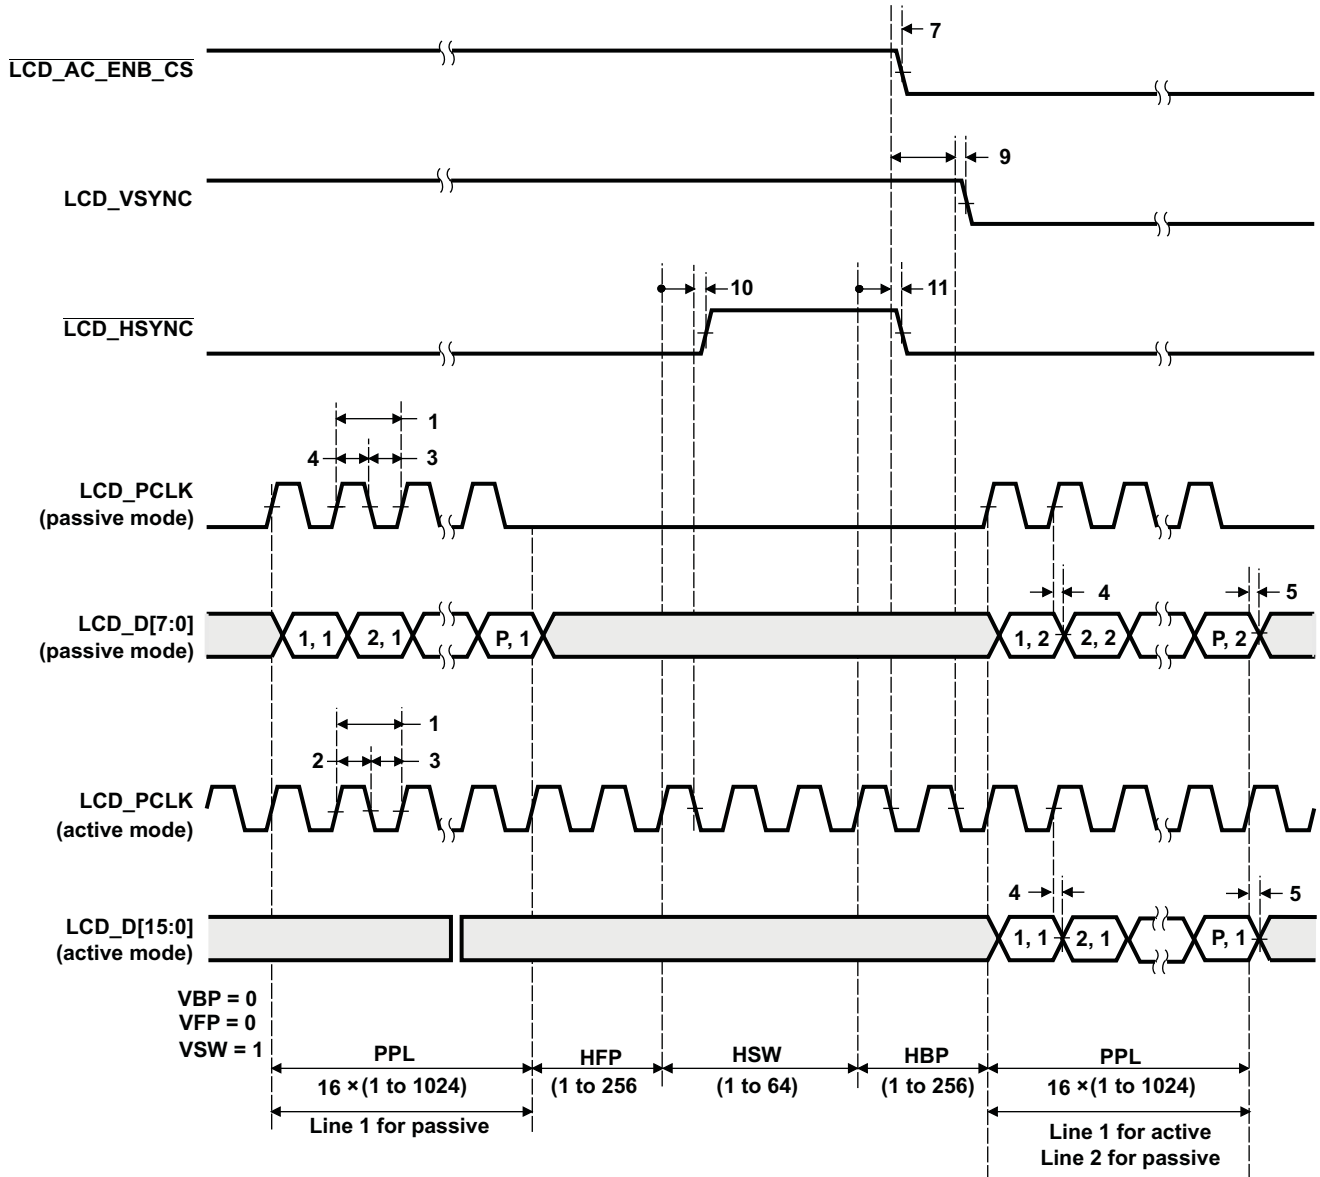 7
LCD_AC_ENB_CS
9
LCD_VSYNC
10
11
LCD_HSYNC
1
4
3
LCD_PCLK
(passive mode)
4
5
LCD_D[7:0]
(passive mode)
1, 1
2, 1
P, 1
1, 2
2, 2
P, 2
1
2
3
LCD_PCLK
(active mode)
4
5
LCD_D[15:0]
(active mode)
1, 1
2, 1
P, 1
VBP = 0
VFP = 0
VSW = 1
PPL
16 × (1 to 1024)
HFP
(1 to 256
HSW
(1 to 64)
HBP
(1 to 256)
PPL
16 × (1 to 1024)
Line 1 for passive
Line 1 for active
Line 2 for passive